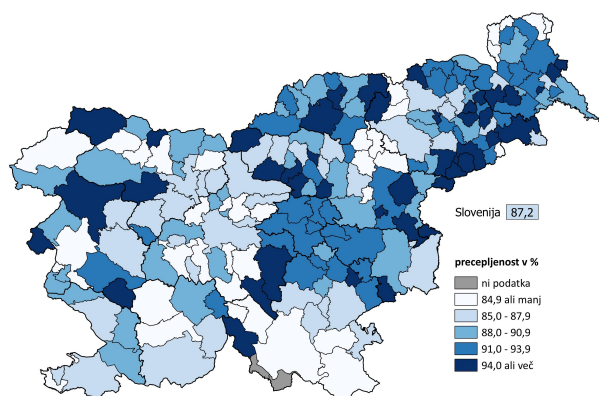 Slovenija 87,2
precepljenost v %
ni podatka
84,9 ali manj
85,0 - 87,9
88,0 - 90,9
91,0 - 93,9
94,0 ali več